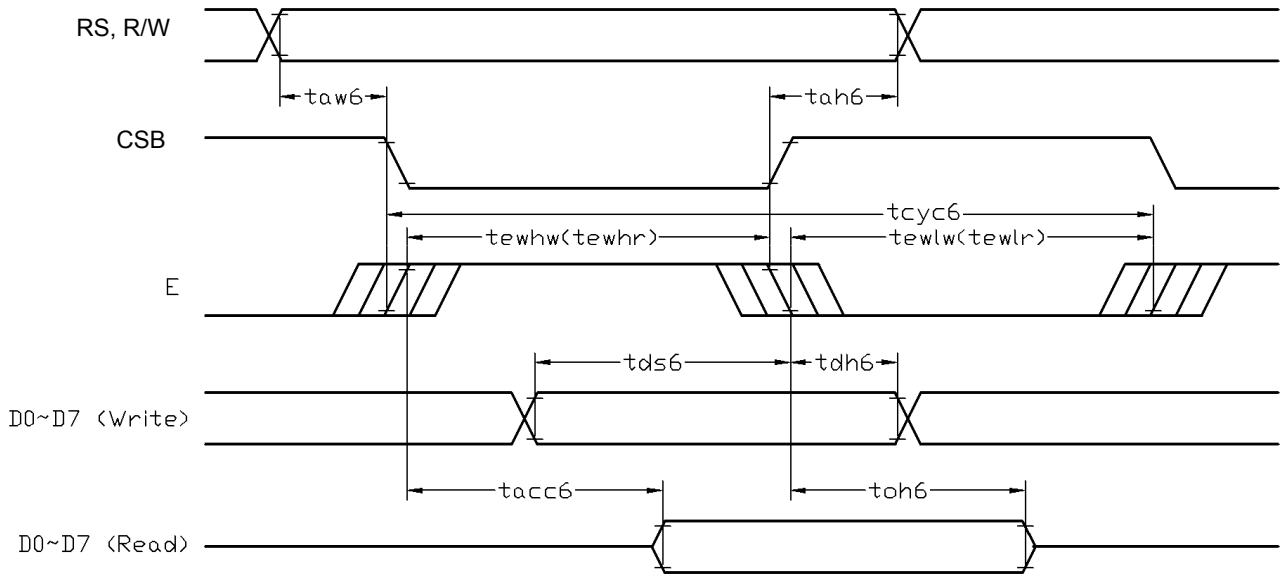 RS, R/W
taw6
tah6
CSB
tcyc6
tewhw(tewhr)
tewlw(tewlr)
E
tds6
tdh6
D0~D7 (Write)
tacc6
toh6
D0~D7 (Read)